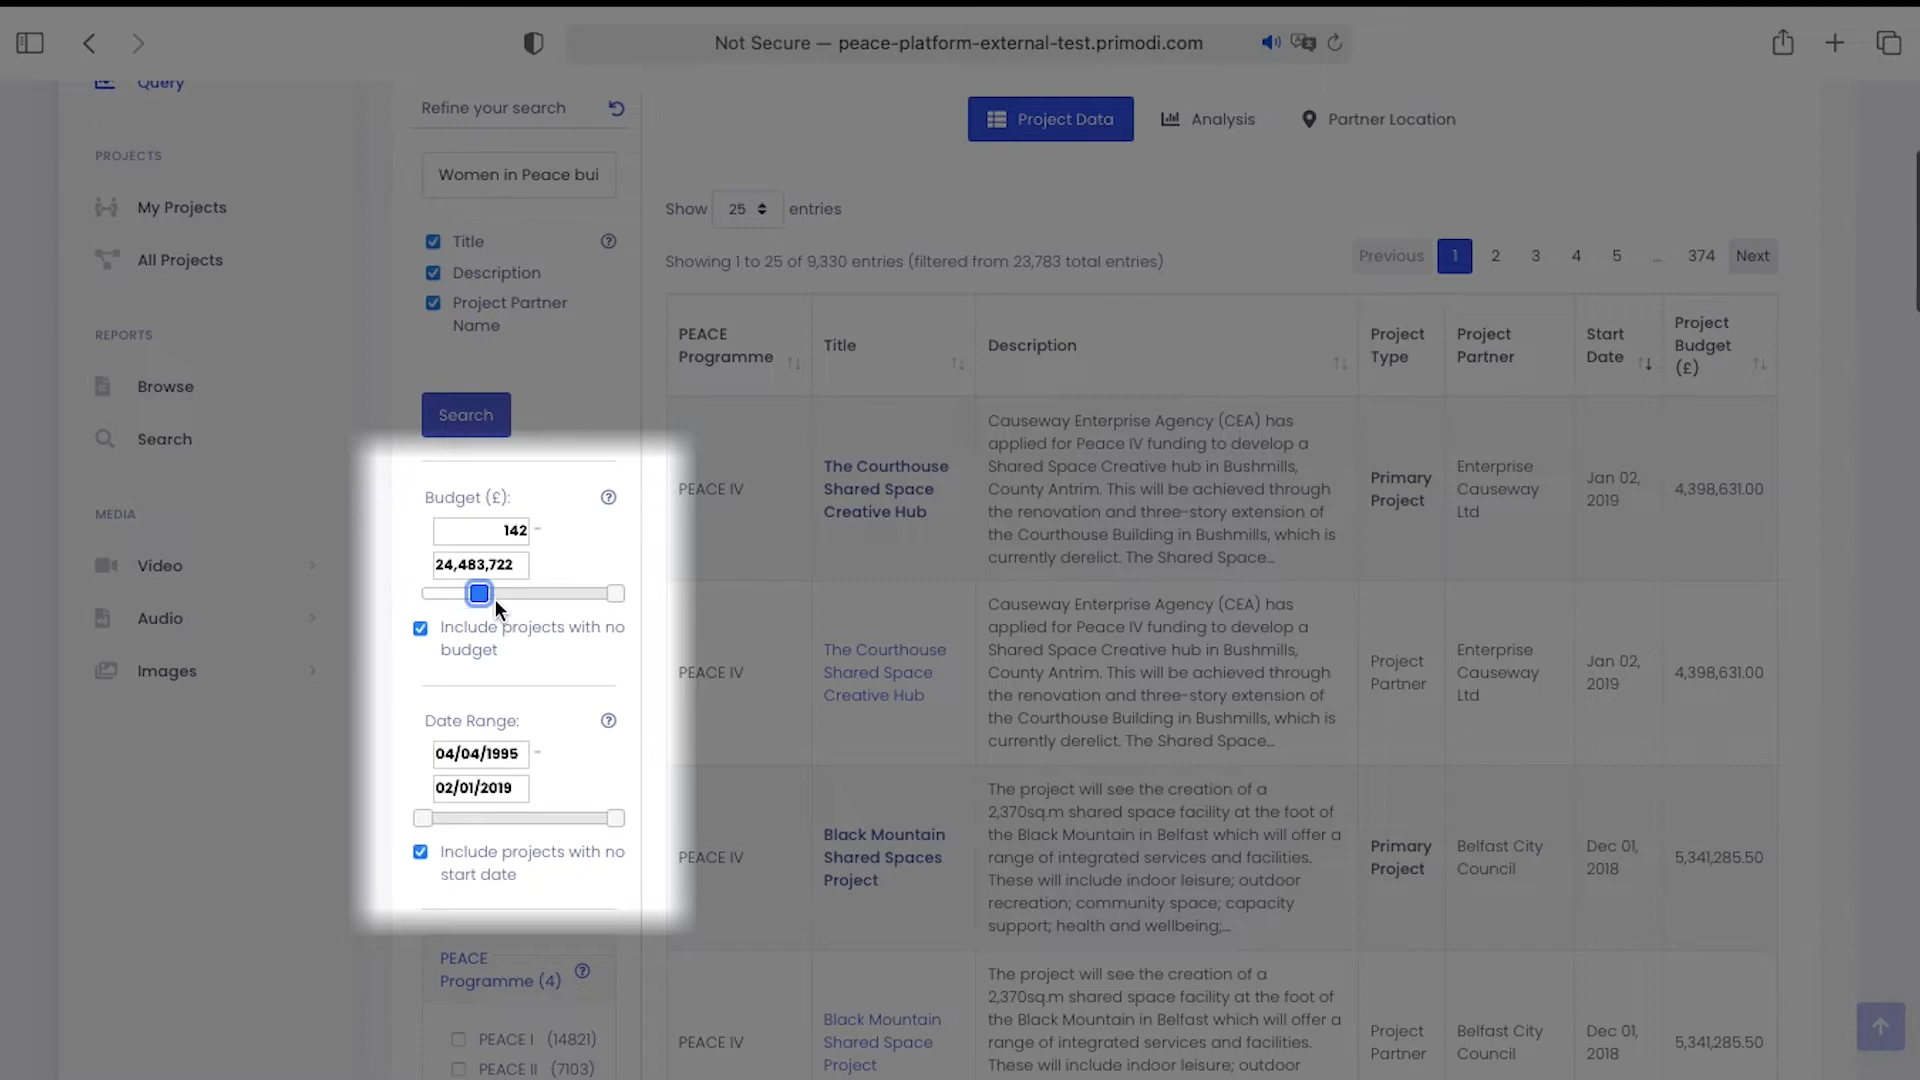 Not Secure — peace-platform-external-test.primodi.com
Query
PROJECTS
My Projects
All Projects
REPORTS
Browse
Search
MEDIA
Video
Audio
Images
Refine your search
Women in Peace bui
Title
Description
Project Partner
Name
Search
Budget (£):
142 -
24,483,722
Include projects with no
budget
Date Range:
04/04/1995 -
02/01/2019
Include projects with no
start date
PEACE
Programme (4)
PEACE I (14821)
PEACE II (7103)
Project Data
Analysis
Partner Location
Show 25 entries
Showing 1 to 25 of 9,330 entries (filtered from 23,783 total entries)
Previous 1 2 3 4 5 ... 374 Next
PEACE
Programme
Title
Description
Project
Type
Project
Partner
Start
Date
Project
Budget
(£)
PEACE IV
The Courthouse
Shared Space
Creative Hub
Causeway Enterprise Agency (CEA) has
applied for Peace IV funding to develop a
Shared Space Creative hub in Bushmills,
County Antrim. This will be achieved through
the renovation and three-story extension of
the Courthouse Building in Bushmills, which is
currently derelict. The Shared Space...
Primary
Project
Enterprise
Causeway
Ltd
Jan 02,
2019
4,398,631.00
PEACE IV
The Courthouse
Shared Space
Creative Hub
Causeway Enterprise Agency (CEA) has
applied for Peace IV funding to develop a
Shared Space Creative hub in Bushmills,
County Antrim. This will be achieved through
the renovation and three-story extension of
the Courthouse Building in Bushmills, which is
currently derelict. The Shared Space...
Project
Partner
Enterprise
Causeway
Ltd
Jan 02,
2019
4,398,631.00
PEACE IV
Black Mountain
Shared Spaces
Project
The project will see the creation of a
2,370sq.m shared space facility at the foot of
the Black Mountain in Belfast which will offer a
range of integrated services and facilities.
These will include indoor leisure; outdoor
recreation; community space; capacity
support; health and wellbeing;...
Primary
Project
Belfast City
Council
Dec 01,
2018
5,341,285.50
PEACE IV
Black Mountain
Shared Space
Project
The project will see the creation of a
2,370sq.m shared space facility at the foot of
the Black Mountain in Belfast which will offer a
range of integrated services and facilities.
These will include indoor leisure; outdoor
Project
Partner
Belfast City
Council
Dec 01,
2018
5,341,285.50